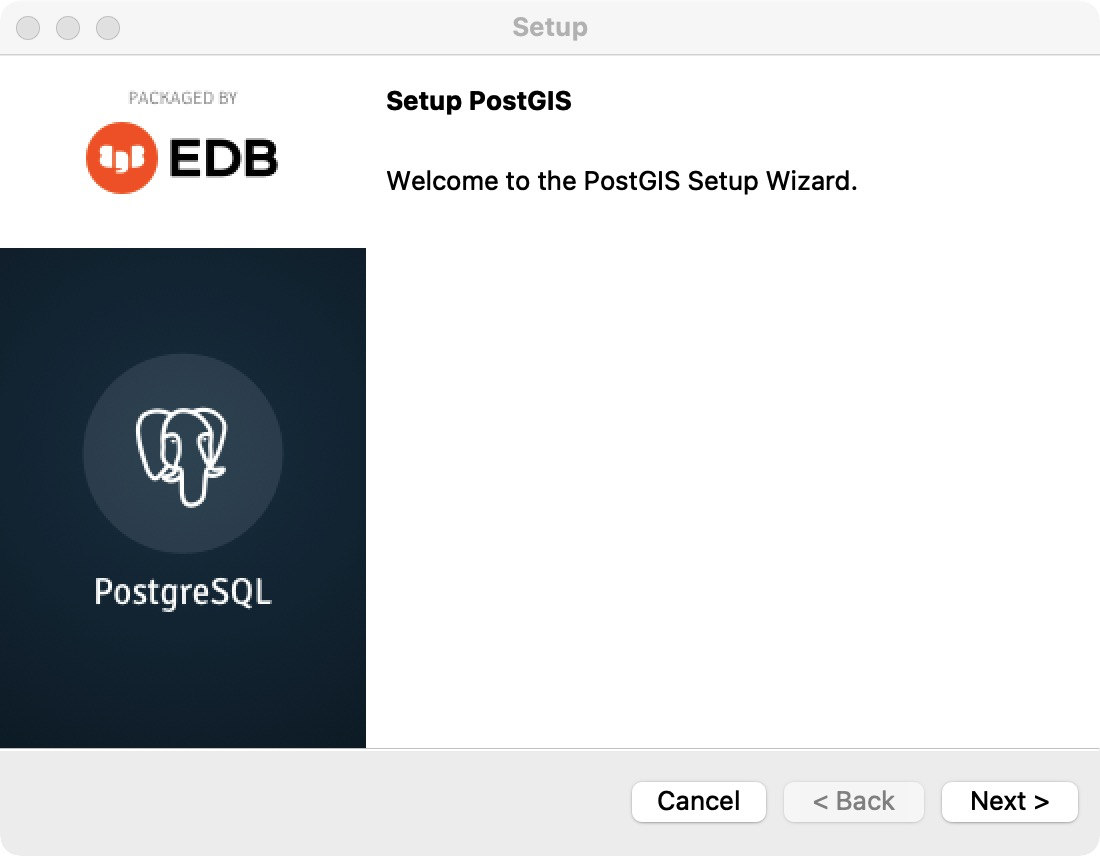 Setup
PACKAGED BY
EDB
Setup PostGIS
Welcome to the PostGIS Setup Wizard.
PostgreSQL
Cancel
< Back
Next >